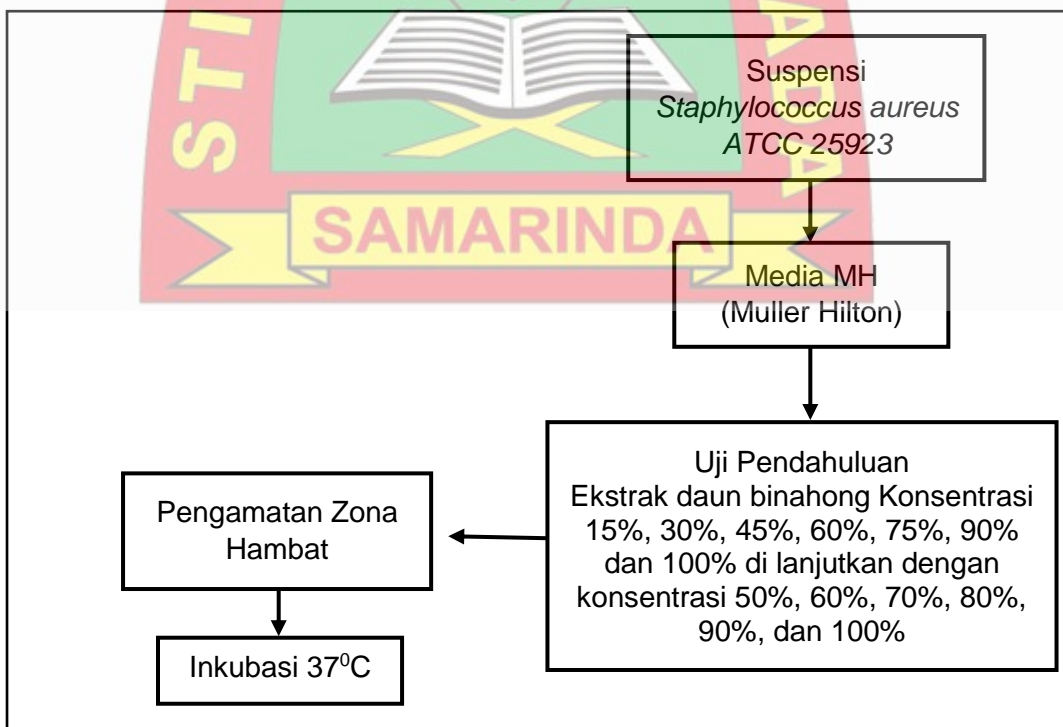 STI
ADA
SAMARINDA
Suspensi
Staphylococcus aureus
ATCC 25923
Media MH
(Muller Hilton)
Uji Pendahuluan
Ekstrak daun binahong Konsentrasi
15%, 30%, 45%, 60%, 75%, 90%
dan 100% di lanjutkan dengan
konsentrasi 50%, 60%, 70%, 80%,
90%, dan 100%
Pengamatan Zona
Hambat
Inkubasi 37⁰C